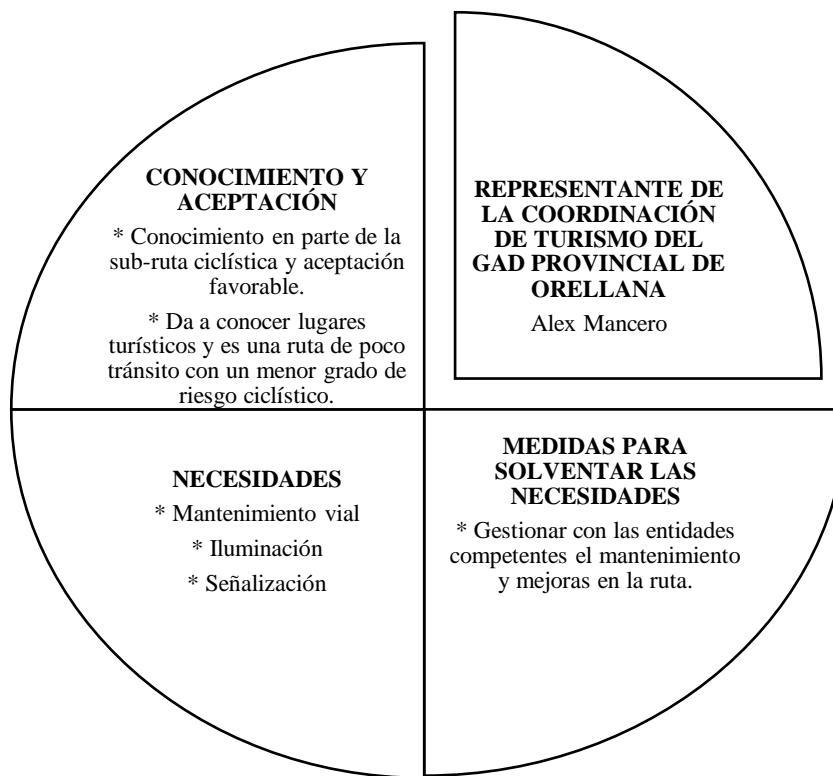 CONOCIMIENTO Y
ACEPTACIÓN
* Conocimiento en parte de la
sub-ruta ciclística y aceptación
favorable.
* Da a conocer lugares
turísticos y es una ruta de poco
tránsito con un menor grado de
riesgo ciclístico.
REPRESENTANTE DE
LA COORDINACIÓN
DE TURISMO DEL
GAD PROVINCIAL DE
ORELLANA
Alex Mancero
NECESIDADES
* Mantenimiento vial
* Iluminación
* Señalización
MEDIDAS PARA
SOLVENTAR LAS
NECESIDADES
* Gestionar con las entidades
competentes el mantenimiento
y mejoras en la ruta.